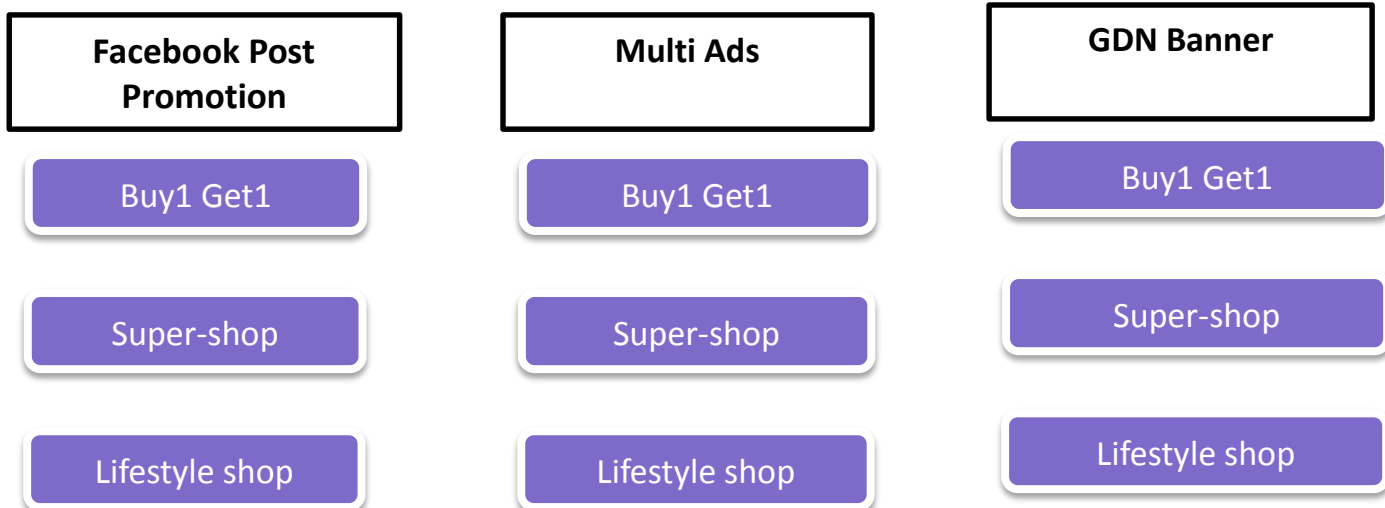 Facebook Post
Promotion
Buy1 Get1
Super-shop
Lifestyle shop
Multi Ads
Buy1 Get1
Super-shop
Lifestyle shop
GDN Banner
Buy1 Get1
Super-shop
Lifestyle shop